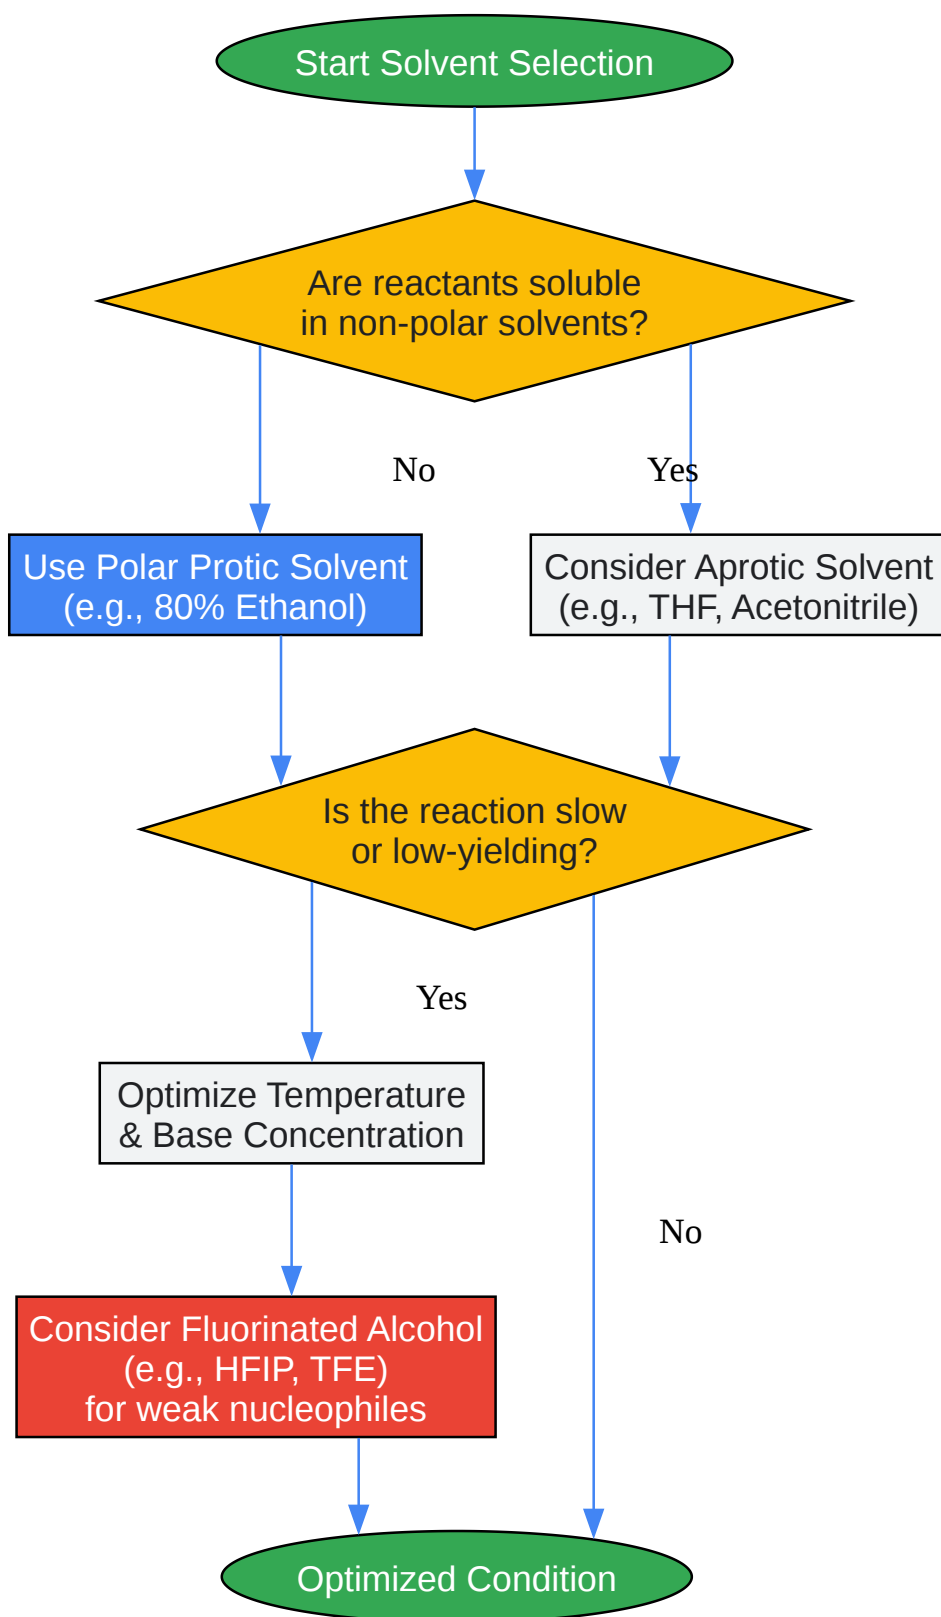 Start Solvent Selection
Are reactants soluble
in non-polar solvents?
No
Yes
Use Polar Protic Solvent
(e.g., 80% Ethanol)
Consider Aprotic Solvent
(e.g., THF, Acetonitrile)
Is the reaction slow
or low-yielding?
Yes
Optimize Temperature
& Base Concentration
No
Consider Fluorinated Alcohol
(e.g., HFIP, TFE)
for weak nucleophiles
Optimized Condition